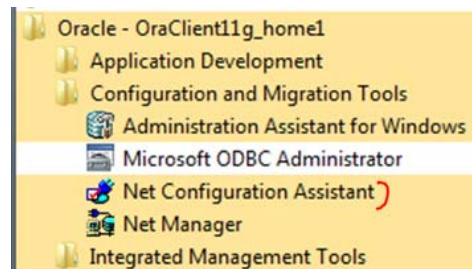 Oracle - OraClient11g_home1
Application Development
Configuration and Migration Tools
Administration Assistant for Windows
Microsoft ODBC Administrator
Net Configuration Assistant
Net Manager
Integrated Management Tools